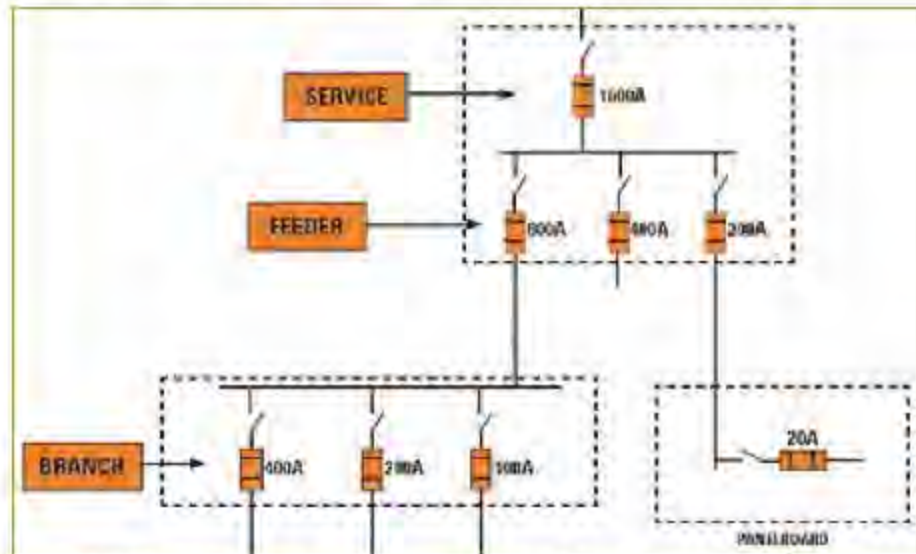 SERVICE
1600A
FEEDER
800A
400A
200A
BRANCH
400A
200A
100A
20A
PANELBOARD